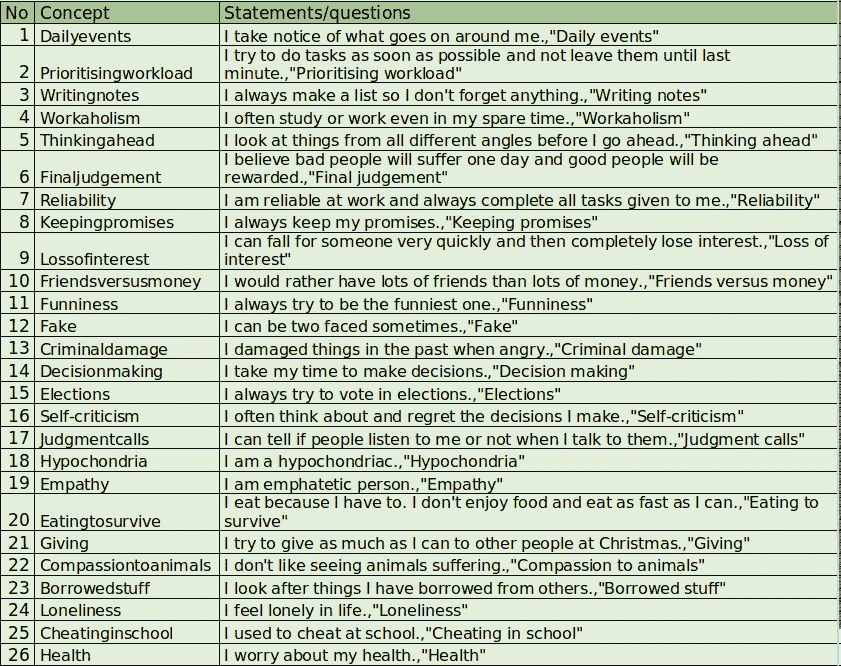 No Concept Statements/questions
1 Dailyevents I take notice of what goes on around me.,"Daily events"
I try to do tasks as soon as possible and not leave them until last
2 Prioritisingworkload minute.,"Prioritising workload"
3 Writingnotes I always make a list so I don't forget anything.,"Writing notes"
4 Workaholism I often study or work even in my spare time.,"Workaholism"
5 Thinkingahead I look at things from all different angles before I go ahead.,"Thinking ahead"
I believe bad people will suffer one day and good people will be
6 Finaljudgement rewarded.,"Final judgement"
7 Reliability I am reliable at work and always complete all tasks given to me.,"Reliability"
8 Keepingpromises I always keep my promises.,"Keeping promises"
I can fall for someone very quickly and then completely lose interest.,"Loss of
9 Lossofinterest interest"
10 Friendsversusmoney I would rather have lots of friends than lots of money.,"Friends versus money"
11 Funniness I always try to be the funniest one.,"Funniness"
12 Fake I can be two faced sometimes.,"Fake"
13 Criminaldamage I damaged things in the past when angry.,"Criminal damage"
14 Decisionmaking I take my time to make decisions.,"Decision making"
15 Elections I always try to vote in elections.,"Elections"
16 Self-criticism I often think about and regret the decisions I make.,"Self-criticism"
17 Judgmentcalls I can tell if people listen to me or not when I talk to them.,"Judgment calls"
18 Hypochondria I am a hypochondriac.,"Hypochondria"
19 Empathy I am emphatetic person.,"Empathy"
I eat because I have to. I don't enjoy food and eat as fast as I can.,"Eating to
20 Eatingtosurvive survive"
21 Giving I try to give as much as I can to other people at Christmas.,"Giving"
22 Compassiontoanimals I don't like seeing animals suffering.,"Compassion to animals"
23 Borrowedstuff I look after things I have borrowed from others.,"Borrowed stuff"
24 Loneliness I feel lonely in life.,"Loneliness"
25 Cheatinginschool I used to cheat at school.,"Cheating in school"
26 Health I worry about my health.,"Health"